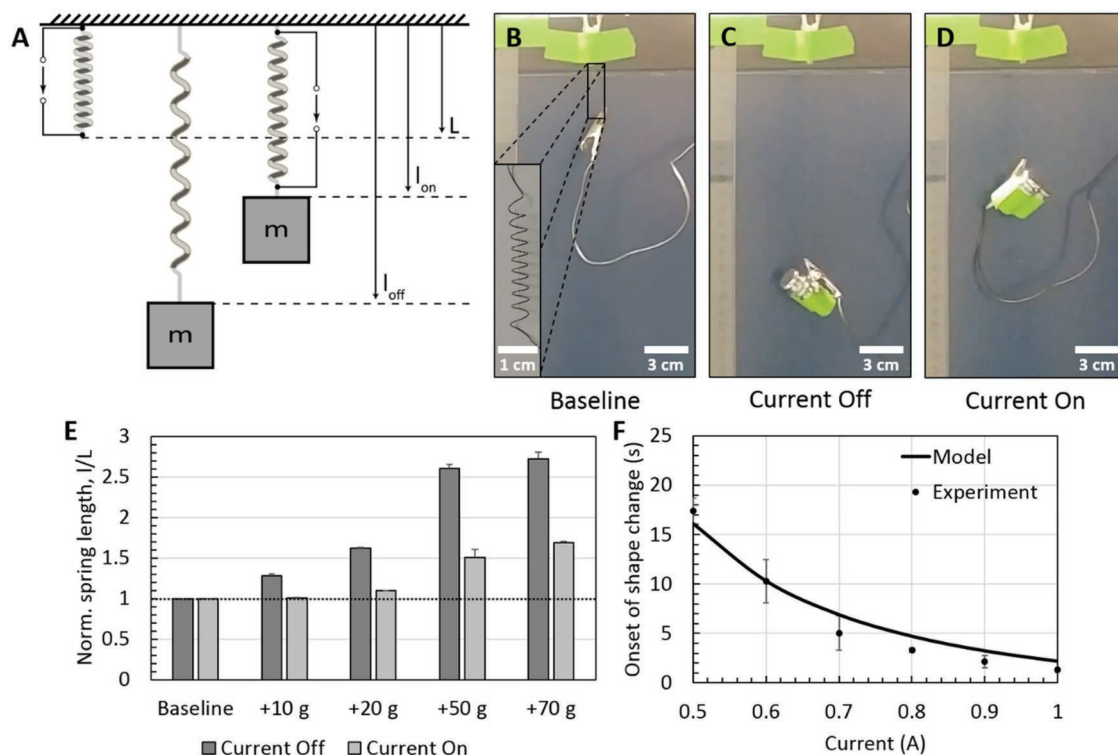 A
L
l_on
l_off
m
m
B
1 cm
3 cm
Baseline
C
3 cm
Current Off
D
3 cm
Current On
E
Norm. spring length, l/L
3
2.5
2
1.5
1
0.5
0
Baseline
+10 g
+20 g
+50 g
+70 g
Current Off
Current On
F
Onset of shape change (s)
25
20
15
10
5
0
Model
Experiment
0.5
0.6
0.7
0.8
0.9
1
Current (A)